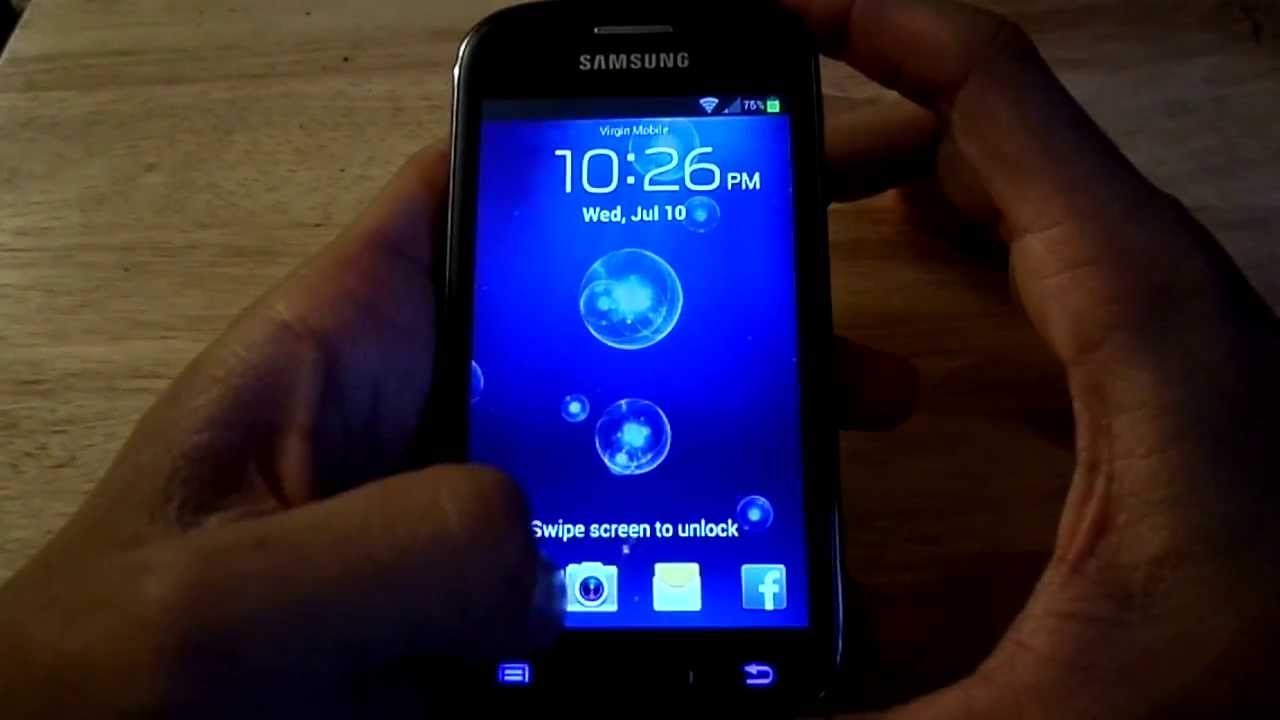 SAMSUNG
75%
Virgin Mobile
10:26 PM
Wed, Jul 10
Swipe screen to unlock
f